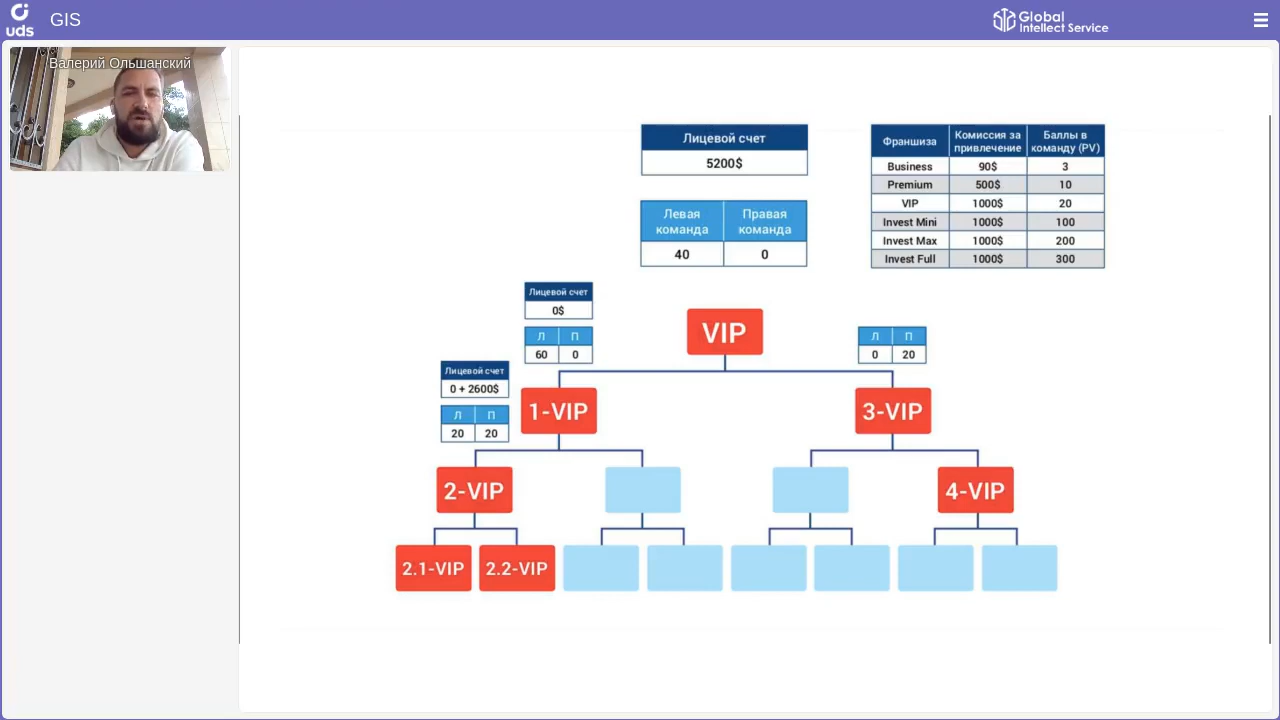 uds
GIS
Global
Intellect Service
Валерий Ольшанский
Лицевой счет
5200$
Левая команда Правая команда
40 0
Франшиза Комиссия за привлечение Баллы в команду (PV)
Business 90$ 3
Premium 500$ 10
VIP 1000$ 20
Invest Mini 1000$ 100
Invest Max 1000$ 200
Invest Full 1000$ 300
Лицевой счет
0$
Л П
60 0
VIP
Л П
0 20
Лицевой счет
0 + 2600$
Л П
20 20
1-VIP
3-VIP
2-VIP
4-VIP
2.1-VIP
2.2-VIP